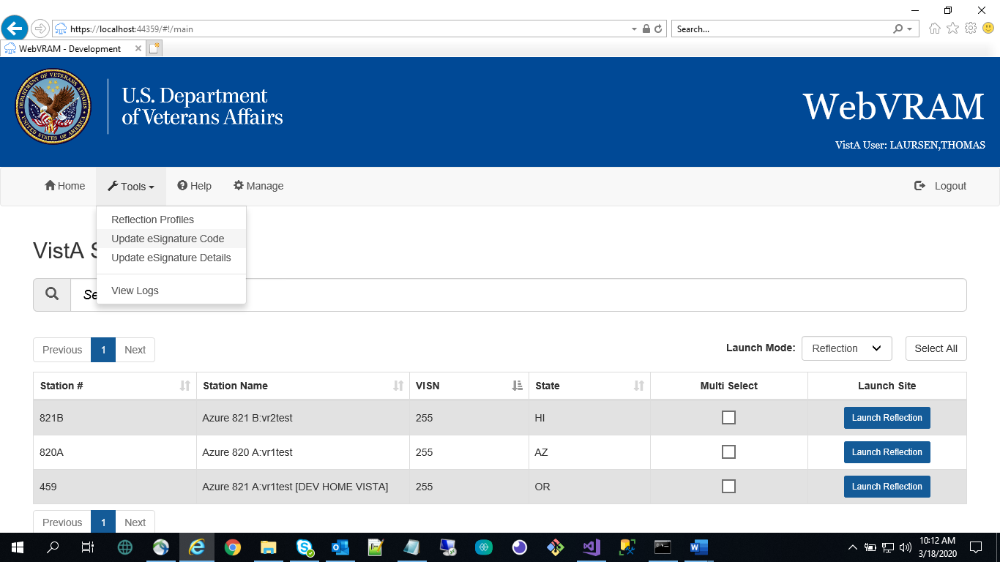 https://localhost:44359/#!/main
Search...
WebVRAM - Development
U.S. Department
of Veterans Affairs
WebVRAM
VistA User: LAURSEN,THOMAS
Home
Tools
Help
Manage
Logout
Reflection Profiles
Update eSignature Code
Update eSignature Details
View Logs
VistA S
Se
Previous 1 Next
Launch Mode: Reflection
Select All
Station # Station Name VISN State Multi Select Launch Site
821B Azure 821 B:vr2test 255 HI Launch Reflection
820A Azure 820 A:vr1test 255 AZ Launch Reflection
459 Azure 821 A:vr1test [DEV HOME VISTA] 255 OR Launch Reflection
Previous 1 Next
10:12 AM
3/18/2020